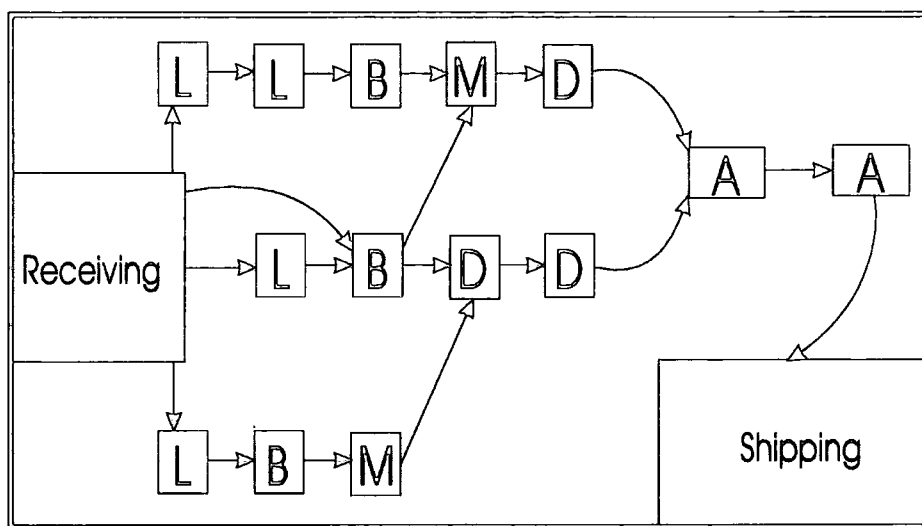 L L B M D
A A
Receiving L B D D
L B M
Shipping